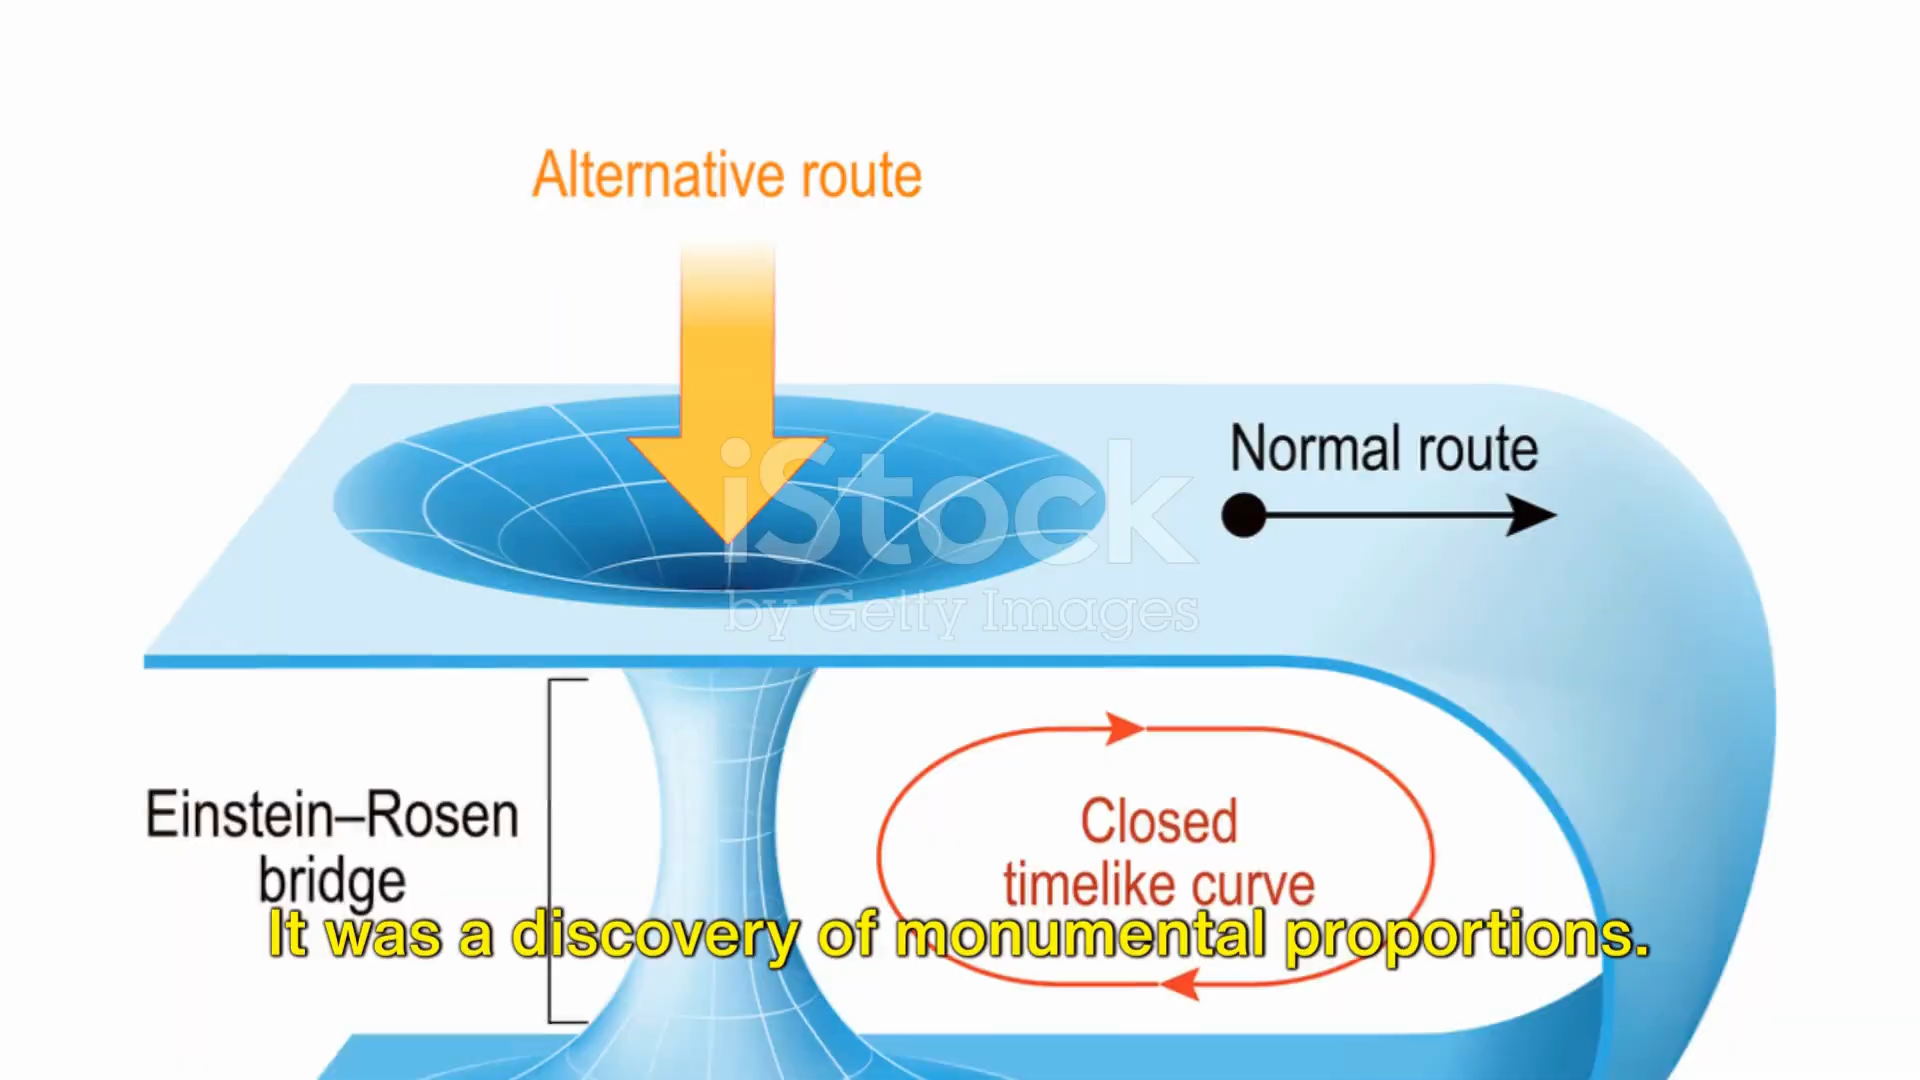 Alternative route
Normal route
iStock
by Getty Images
Einstein–Rosen
bridge
Closed
timelike curve
It was a discovery of monumental proportions.